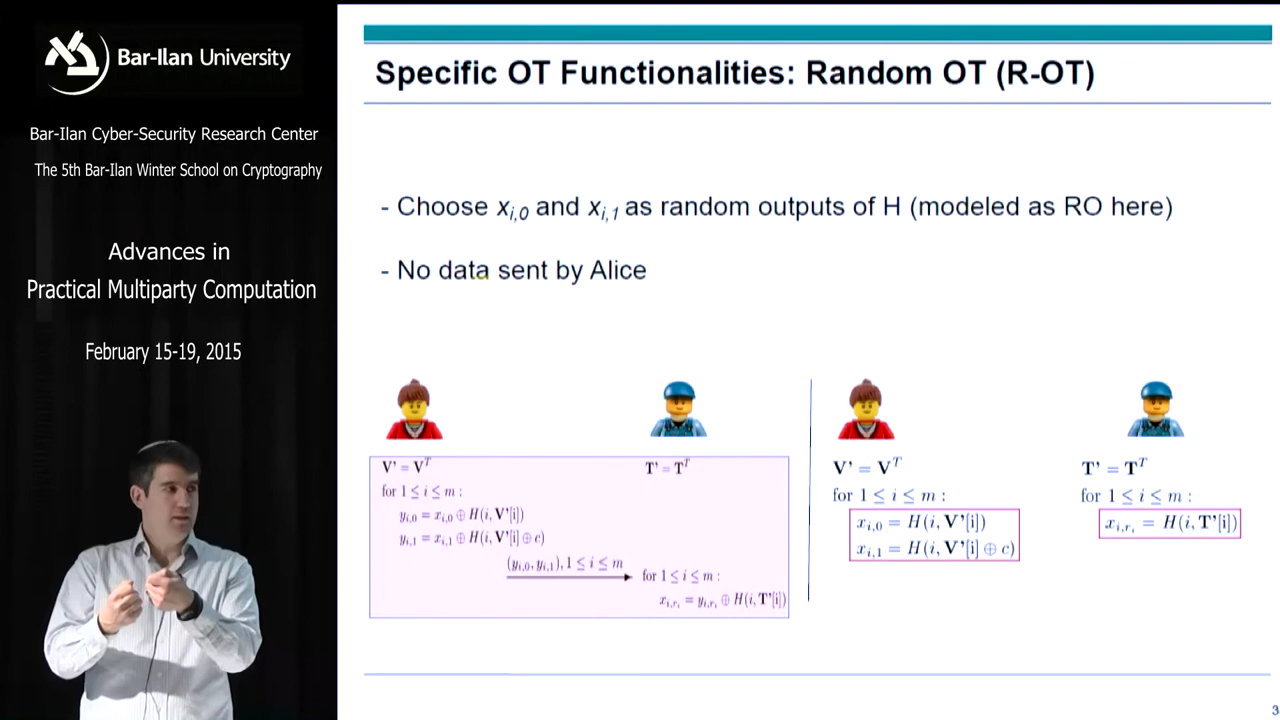 Bar-Ilan University
Bar-Ilan Cyber-Security Research Center
The 5th Bar-Ilan Winter School on Cryptography
Advances in
Practical Multiparty Computation
February 15-19, 2015
Specific OT Functionalities: Random OT (R-OT)
- Choose x_{i,0} and x_{i,1} as random outputs of H (modeled as RO here)
- No data sent by Alice
V' = V^T
T' = T^T
for 1 ≤ i ≤ m :
y_{i,0} = x_{i,0} ⊕ H(i, V'[i])
y_{i,1} = x_{i,1} ⊕ H(i, V'[i] ⊕ c)
(y_{i,0}, y_{i,1}), 1 ≤ i ≤ m
for 1 ≤ i ≤ m :
x_{i,r_i} = y_{i,r_i} ⊕ H(i, T'[i])
V' = V^T
for 1 ≤ i ≤ m :
x_{i,0} = H(i, V'[i])
x_{i,1} = H(i, V'[i] ⊕ c)
T' = T^T
for 1 ≤ i ≤ m :
x_{i,r_i} = H(i, T'[i])
3